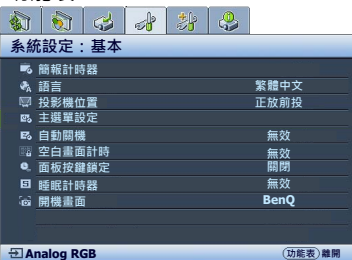 系統設定：基本
簡報計時器
語言 繁體中文
投影機位置 正放前投
主選單設定
自動關機 無效
空白畫面計時 無效
面板按鍵鎖定 關閉
睡眠計時器 無效
開機畫面 BenQ
Analog RGB 功能表 離開